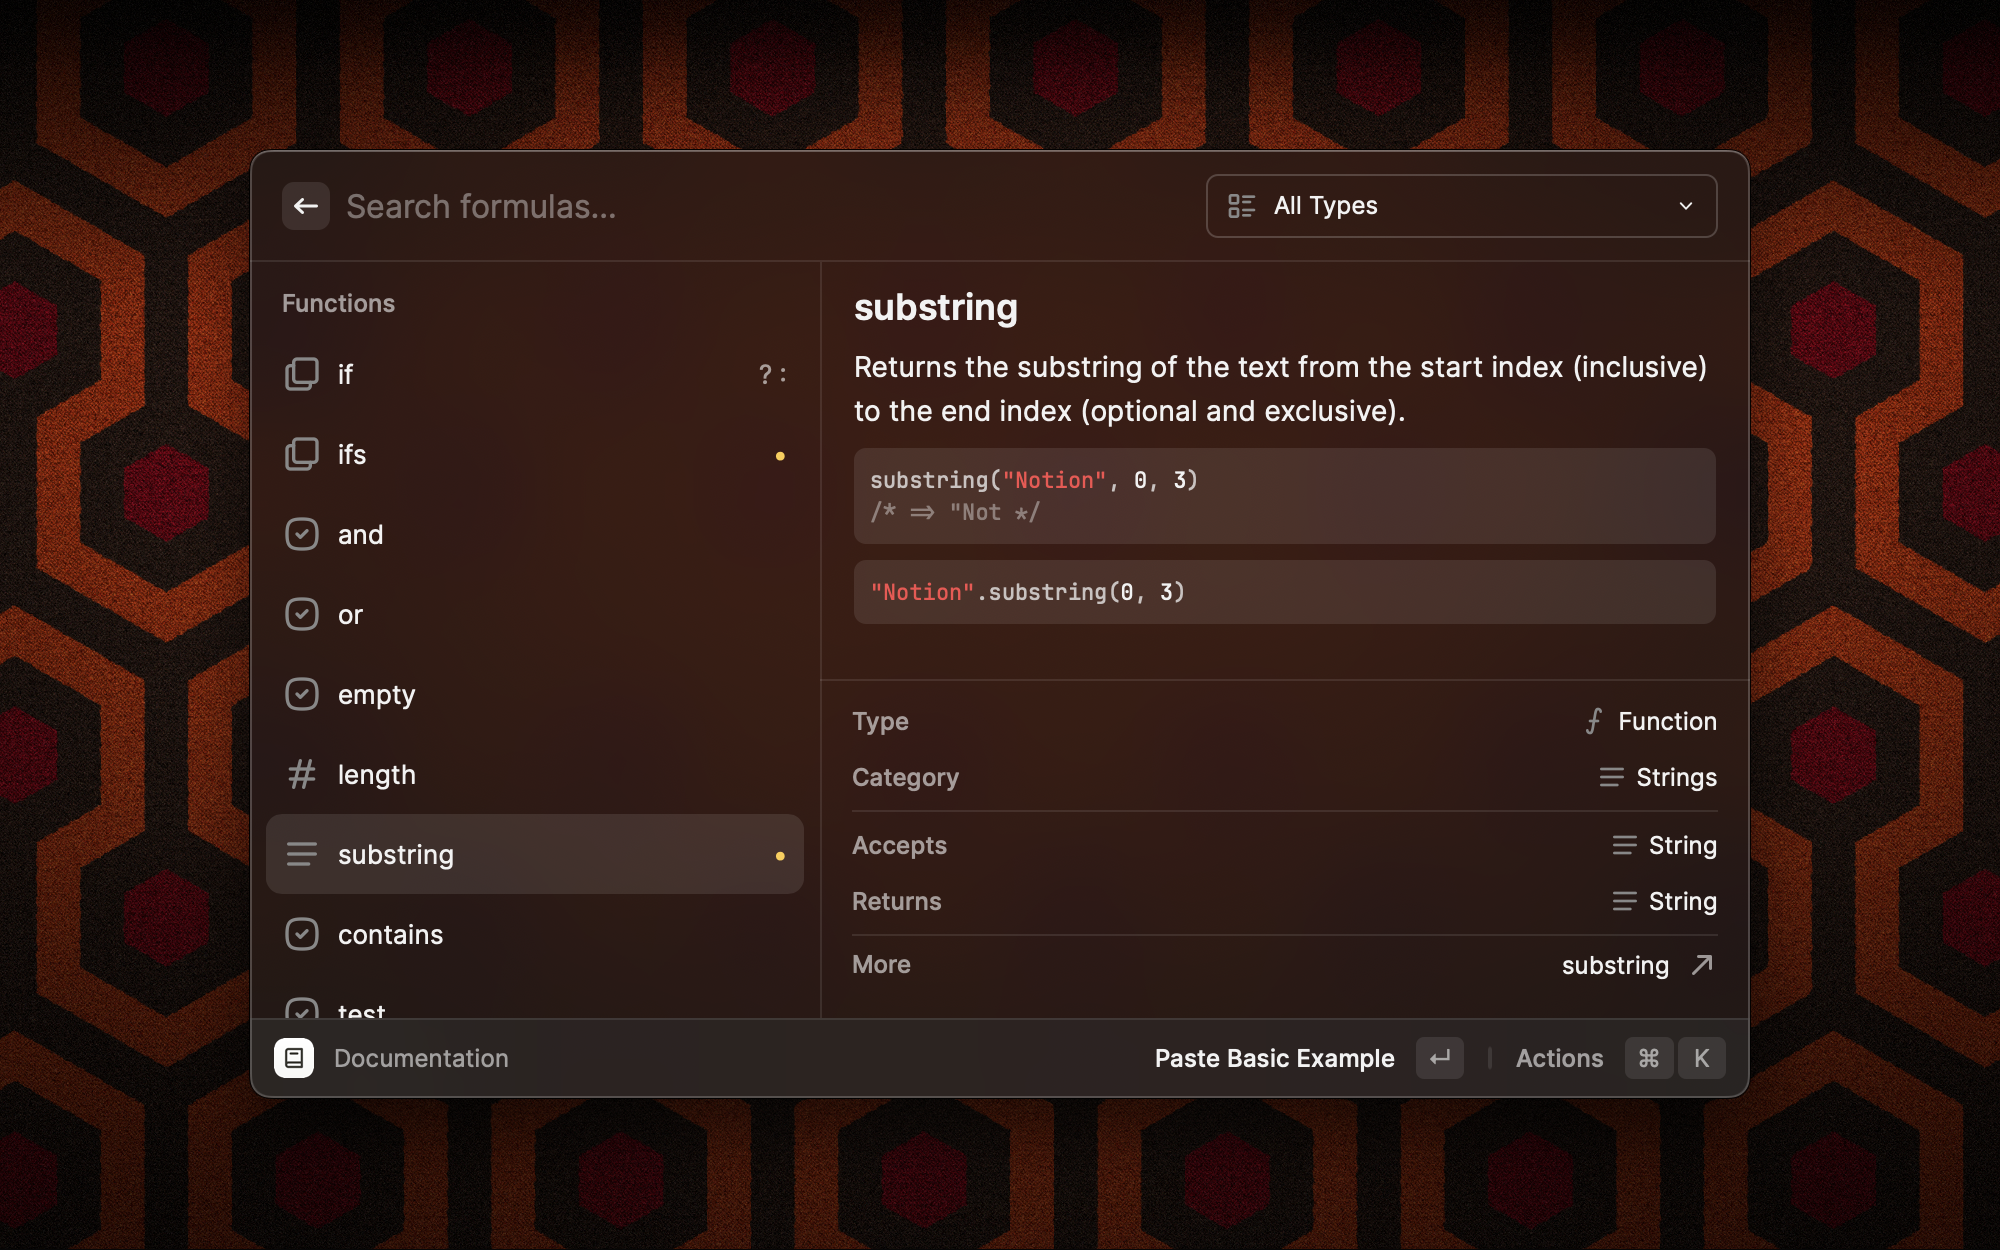 Search formulas...
All Types
Functions
if
? :
ifs
and
or
empty
length
substring
contains
test
substring
Returns the substring of the text from the start index (inclusive)
to the end index (optional and exclusive).
substring("Notion", 0, 3)
/* => "Not */
"Notion".substring(0, 3)
Type
ƒ Function
Category
Strings
Accepts
String
Returns
String
More
substring
Documentation
Paste Basic Example
Actions
⌘ K